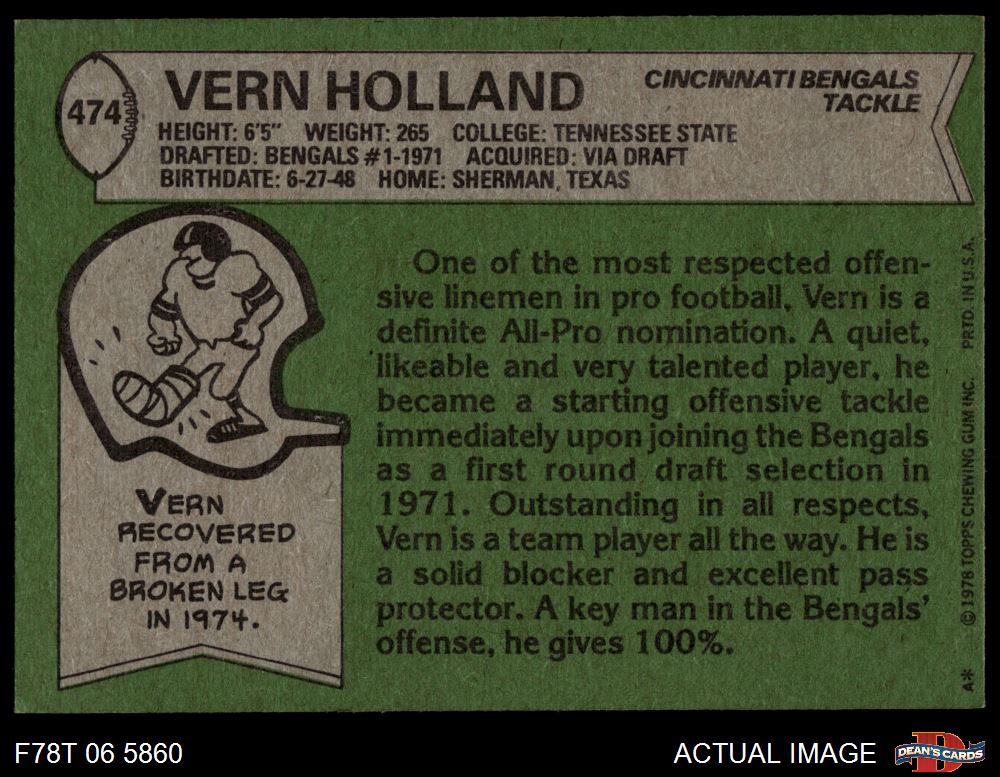 474
VERN HOLLAND
CINCINNATI BENGALS
TACKLE
HEIGHT: 6'5" WEIGHT: 265 COLLEGE: TENNESSEE STATE
DRAFTED: BENGALS #1-1971 ACQUIRED: VIA DRAFT
BIRTHDATE: 6-27-48 HOME: SHERMAN, TEXAS
One of the most respected offen-
sive linemen in pro football, Vern is a
definite All-Pro nomination. A quiet,
likeable and very talented player, he
became a starting offensive tackle
immediately upon joining the Bengals
as a first round draft selection in
1971. Outstanding in all respects,
Vern is a team player all the way. He is
a solid blocker and excellent pass
protector. A key man in the Bengals'
offense, he gives 100%.
VERN
RECOVERED
FROM A
BROKEN LEG
IN 1974.
A* © 1978 TOPPS CHEWING GUM INC. PRTD. IN U.S.A.
F78T 06 5860
ACTUAL IMAGE
D
DEAN'S CARDS